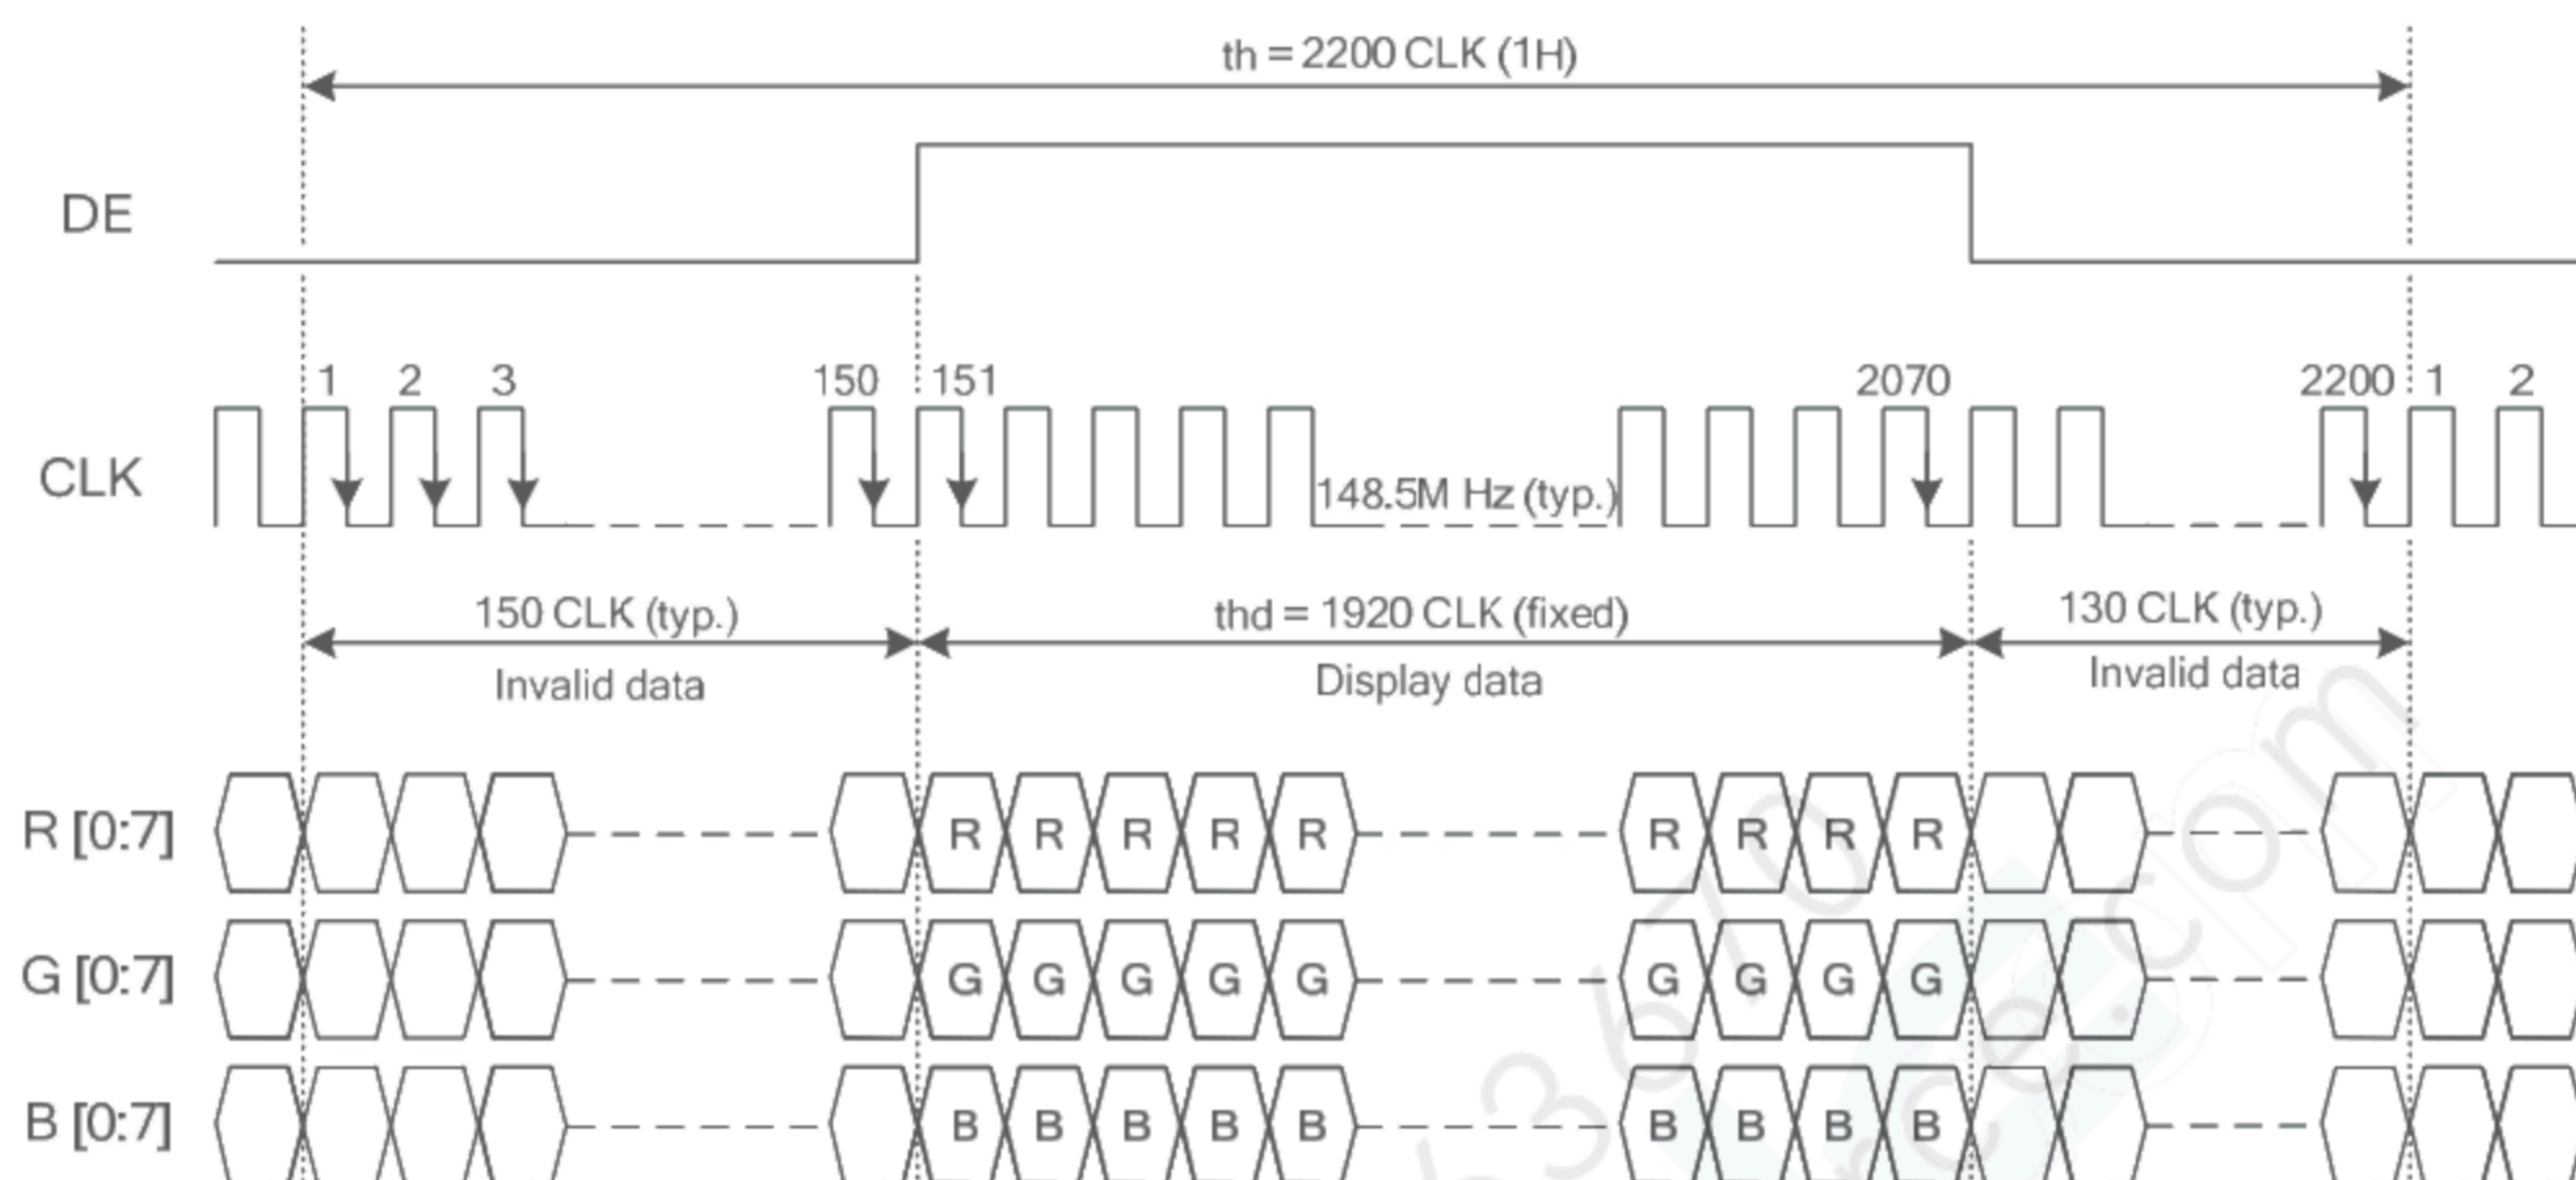 th = 2200 CLK (1H)
DE
1 2 3 150 151 2070 2200 1 2
CLK
148.5M Hz (typ.)
150 CLK (typ.) thd = 1920 CLK (fixed) 130 CLK (typ.)
Invalid data Display data Invalid data
R [0:7] R R R R R R R R R
G [0:7] G G G G G G G G G
B [0:7] B B B B B B B B B